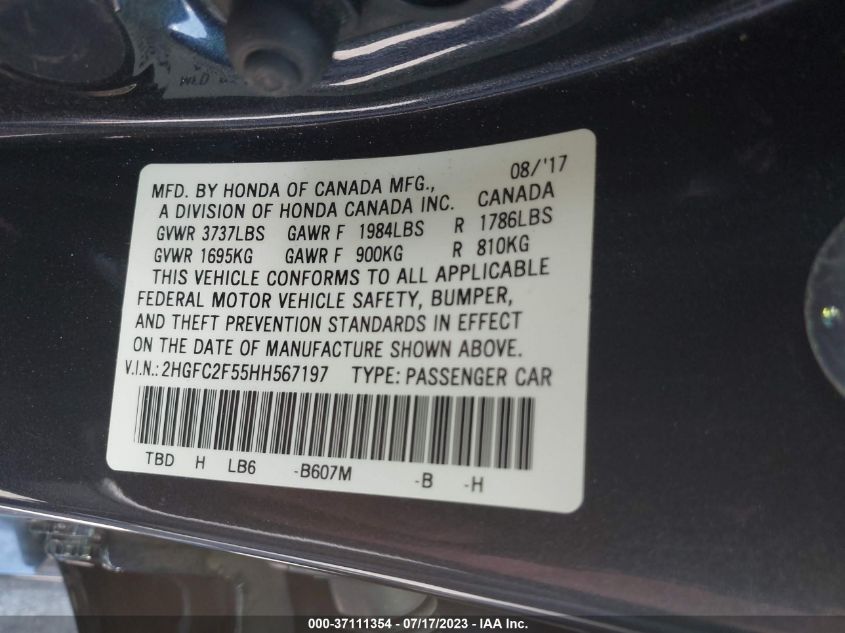 08/'17
MFD. BY HONDA OF CANADA MFG.,
A DIVISION OF HONDA CANADA INC. CANADA
GVWR 3737LBS GAWR F 1984LBS R 1786LBS
GVWR 1695KG GAWR F 900KG R 810KG
THIS VEHICLE CONFORMS TO ALL APPLICABLE
FEDERAL MOTOR VEHICLE SAFETY, BUMPER,
AND THEFT PREVENTION STANDARDS IN EFFECT
ON THE DATE OF MANUFACTURE SHOWN ABOVE.
V.I.N.: 2HGFC2F55HH567197 TYPE: PASSENGER CAR
TBD H LB6 -B607M -B -H
000-37111354 - 07/17/2023 - IAA Inc.